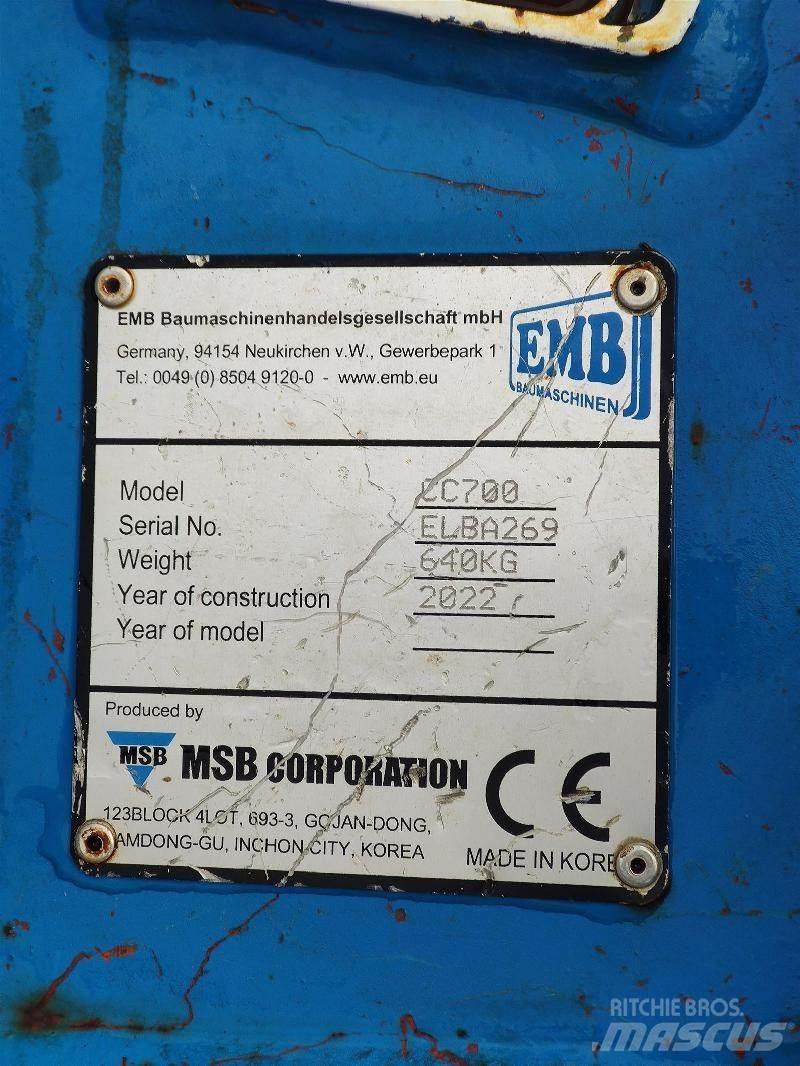 EMB Baumaschinenhandelsgesellschaft mbH
Germany, 94154 Neukirchen v.W., Gewerbepark 1
Tel.: 0049 (0) 8504 9120-0 - www.emb.eu
EMB
BAUMASCHINEN
Model CC700
Serial No. ELBA269
Weight 640KG
Year of construction 2022
Year of model
Produced by
MSB MSB CORPORATION
CE
123BLOCK 4LOT, 693-3, GOJAN-DONG,
AMDONG-GU, INCHON CITY, KOREA
MADE IN KORE
RITCHIE BROS.
MASCUS